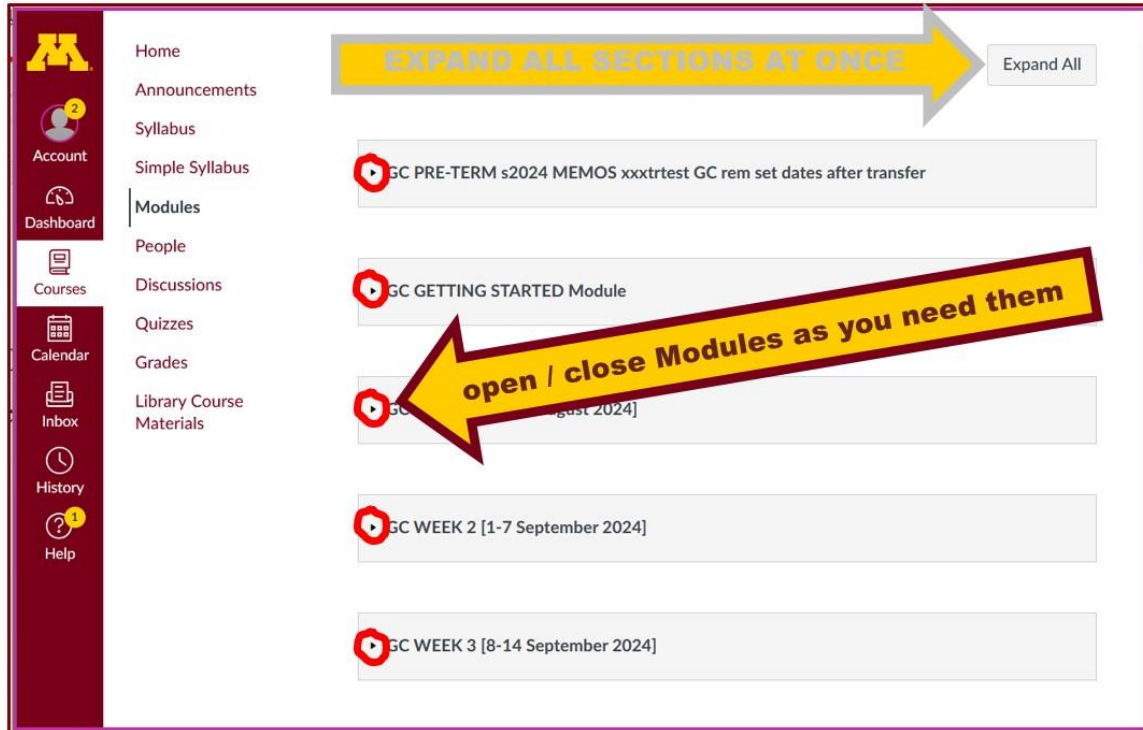 M
2
Account
Dashboard
Courses
Calendar
Inbox
History
1
Help
Home
Announcements
Syllabus
Simple Syllabus
Modules
People
Discussions
Quizzes
Grades
Library Course
Materials
EXPAND ALL SECTIONS AT ONCE
Expand All
GC PRE-TERM s2024 MEMOS xxxtrtest GC rem set dates after transfer
GC GETTING STARTED Module
open / close Modules as you need them
2024]
GC WEEK 2 [1-7 September 2024]
GC WEEK 3 [8-14 September 2024]